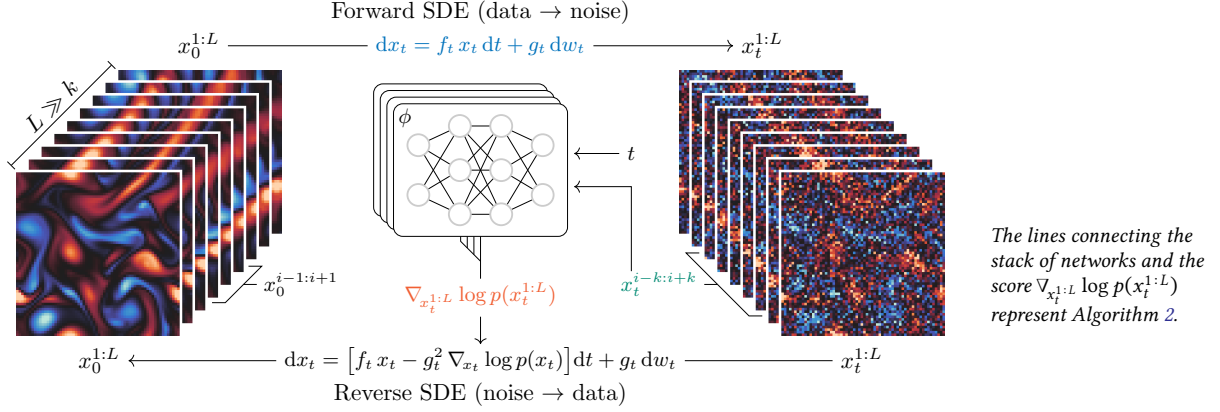 Forward SDE (data → noise)
x_0^{1:L} dx_t = f_t x_t dt + g_t dw_t x_t^{1:L}
L ≫ k
ϕ
t
x_0^{i−1:i+1}
x_t^{i−k:i+k}
∇_{x_t^{1:L}} log p(x_t^{1:L})
x_0^{1:L} dx_t = [f_t x_t − g_t^2 ∇_{x_t} log p(x_t)]dt + g_t dw_t x_t^{1:L}
Reverse SDE (noise → data)
The lines connecting the
stack of networks and the
score ∇_{x_t^{1:L}} log p(x_t^{1:L})
represent Algorithm 2.